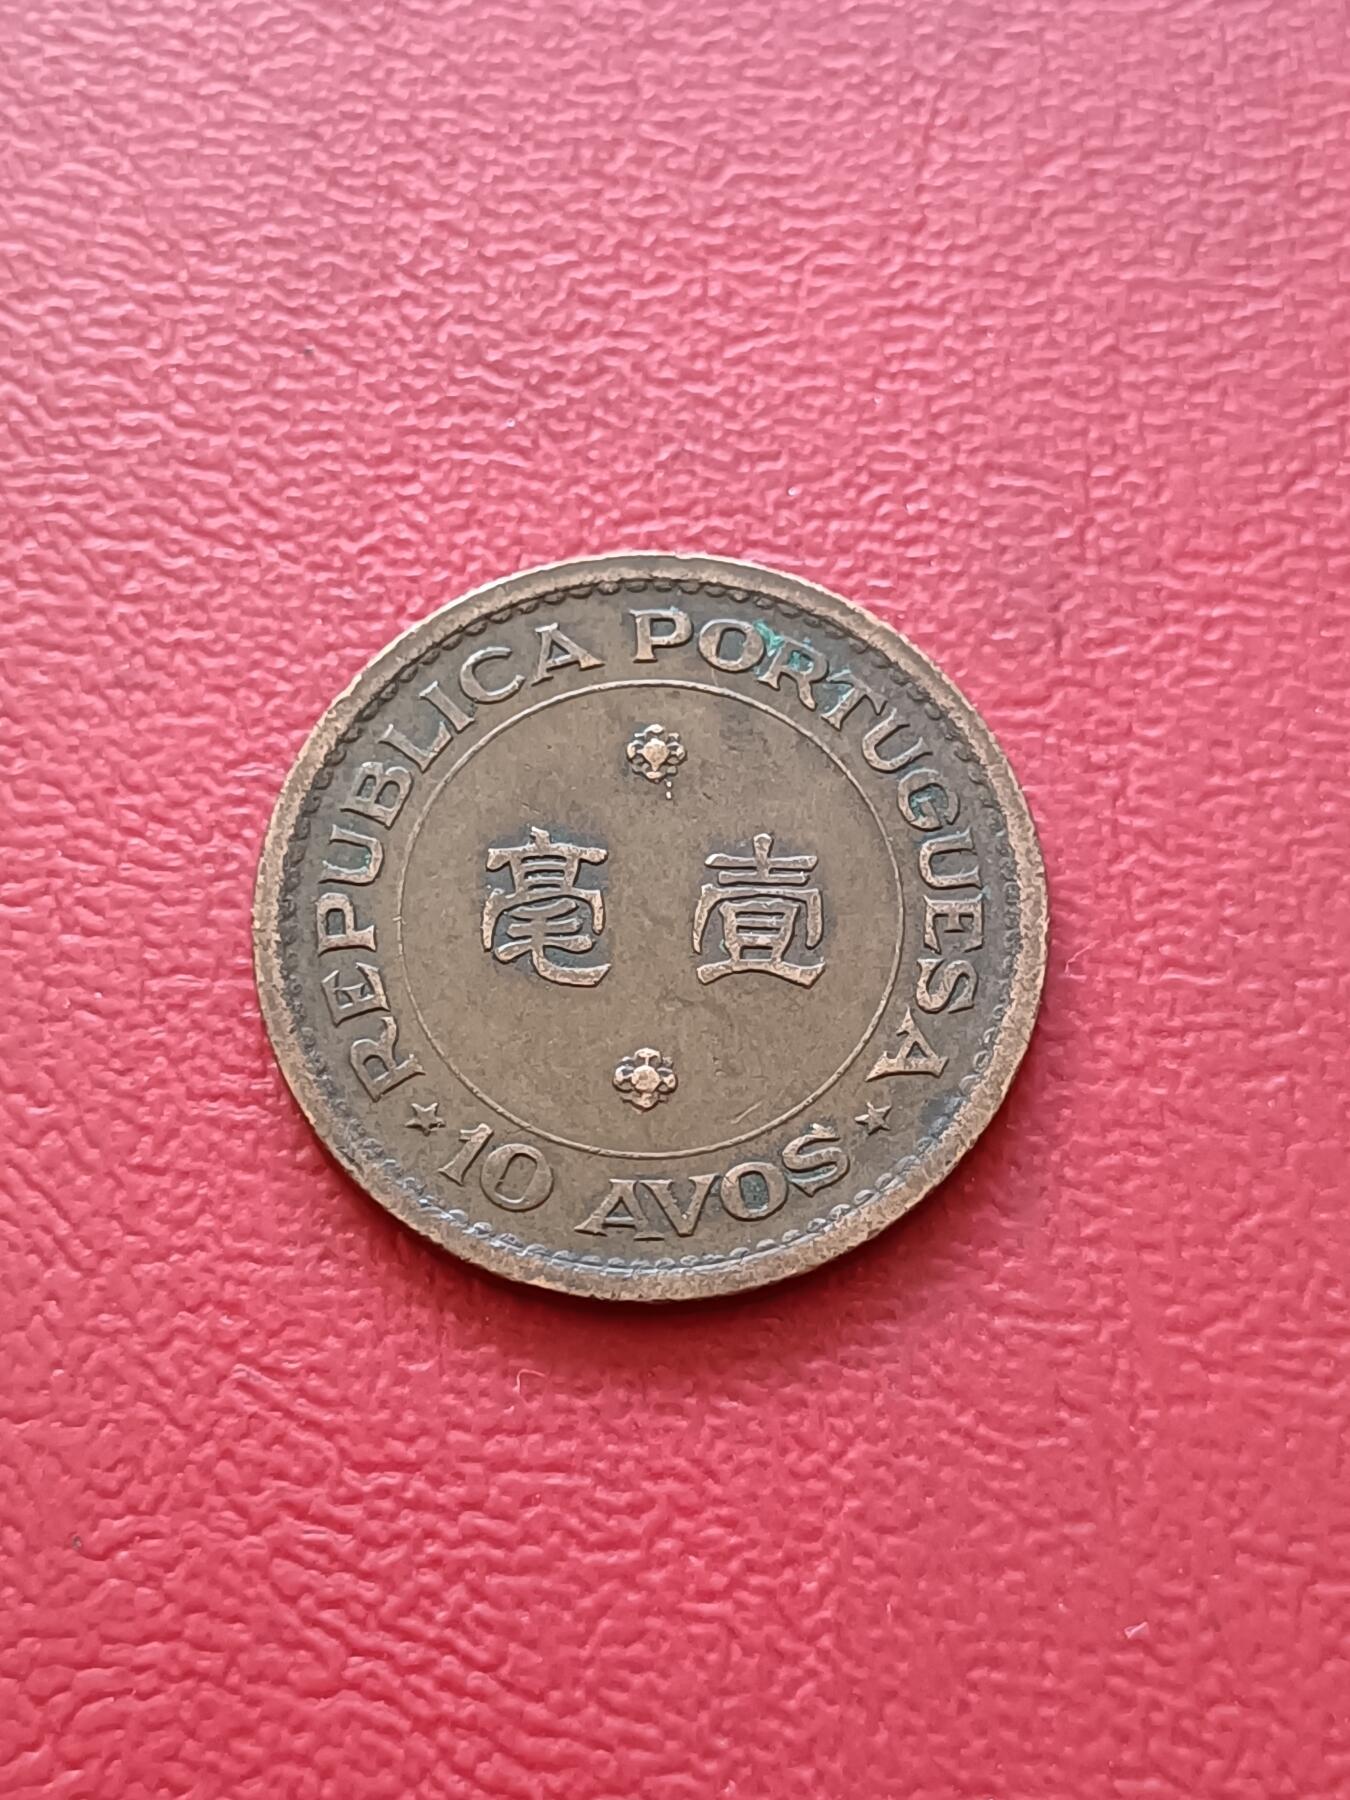 REPUBLICA PORTUGUESA
毫壹
★ 10 AVOS ★